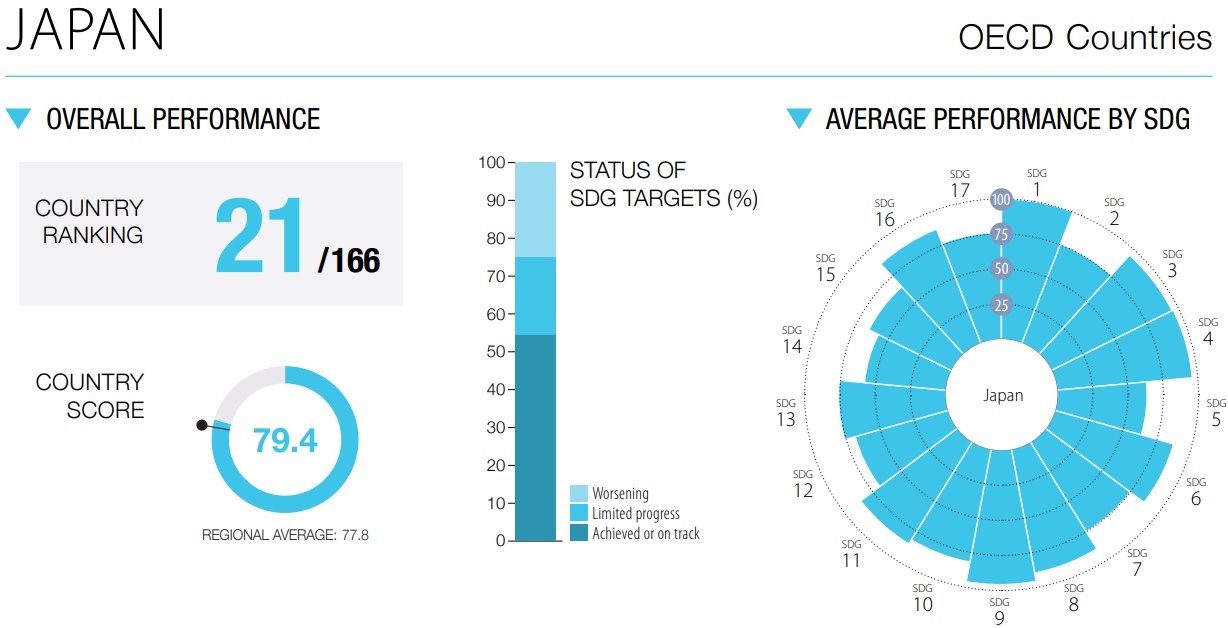 JAPAN
OECD Countries
OVERALL PERFORMANCE
COUNTRY
RANKING
21 /166
COUNTRY
SCORE
79.4
REGIONAL AVERAGE: 77.8
STATUS OF
SDG TARGETS (%)
100
90
80
70
60
50
40
30
20
10
0
Worsening
Limited progress
Achieved or on track
AVERAGE PERFORMANCE BY SDG
SDG
1
SDG
2
SDG
3
SDG
4
SDG
5
SDG
6
SDG
7
SDG
8
SDG
9
SDG
10
SDG
11
SDG
12
SDG
13
SDG
14
SDG
15
SDG
16
SDG
17
100
75
50
25
Japan